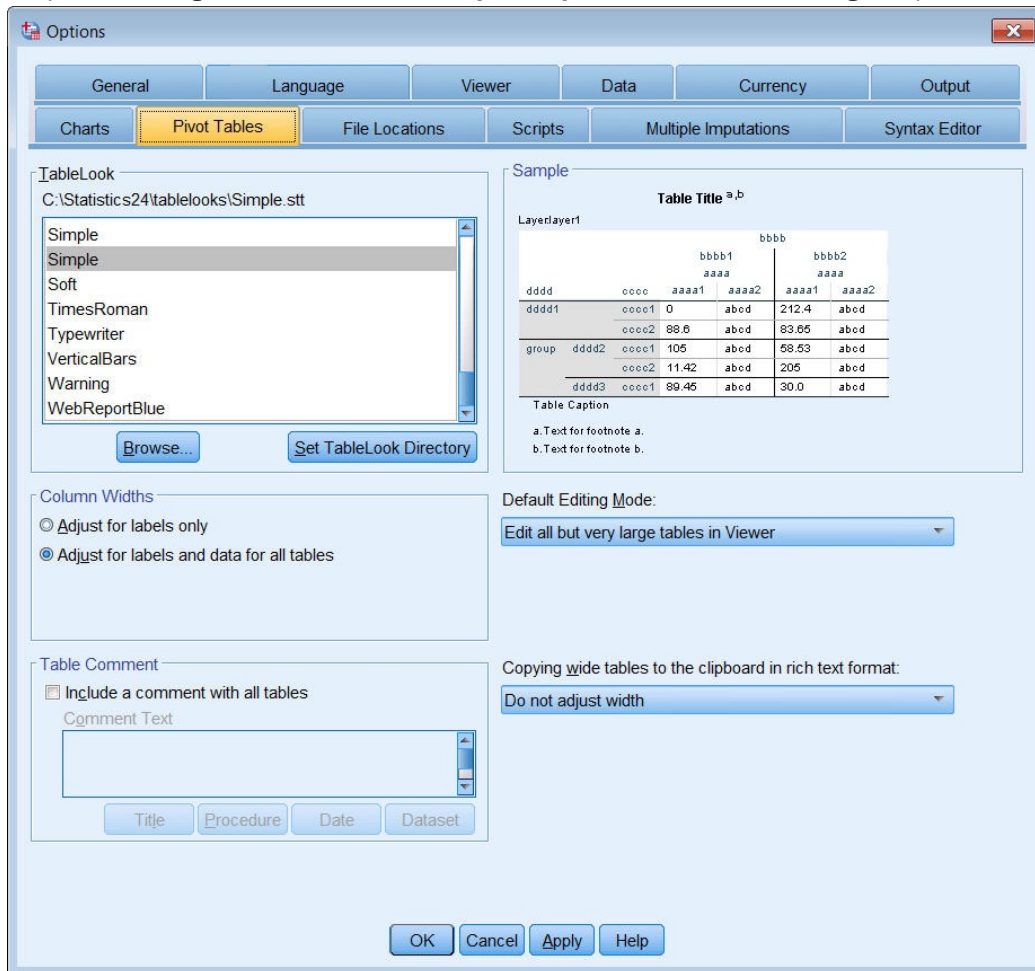 Options
General Language Viewer Data Currency Output
Charts Pivot Tables File Locations Scripts Multiple Imputations Syntax Editor
TableLook
C:\Statistics24\tablelooks\Simple.stt
Simple
Simple
Soft
TimesRoman
Typewriter
VerticalBars
Warning
WebReportBlue
Browse... Set TableLook Directory
Sample
Table Title a,b
Layerlayer1
bbbb
bbbb1 bbbb2
aaaa aaaa
dddd cccc aaaa1 aaaa2 aaaa1 aaaa2
dddd1 cccc1 0 abcd 212.4 abcd
cccc2 88.6 abcd 83.65 abcd
group dddd2 cccc1 105 abcd 58.53 abcd
cccc2 11.42 abcd 205 abcd
dddd3 cccc1 89.45 abcd 30.0 abcd
Table Caption
a.Text for footnote a.
b.Text for footnote b.
Column Widths
Adjust for labels only
Adjust for labels and data for all tables
Default Editing Mode:
Edit all but very large tables in Viewer
Table Comment
Include a comment with all tables
Comment Text
Title Procedure Date Dataset
Copying wide tables to the clipboard in rich text format:
Do not adjust width
OK Cancel Apply Help